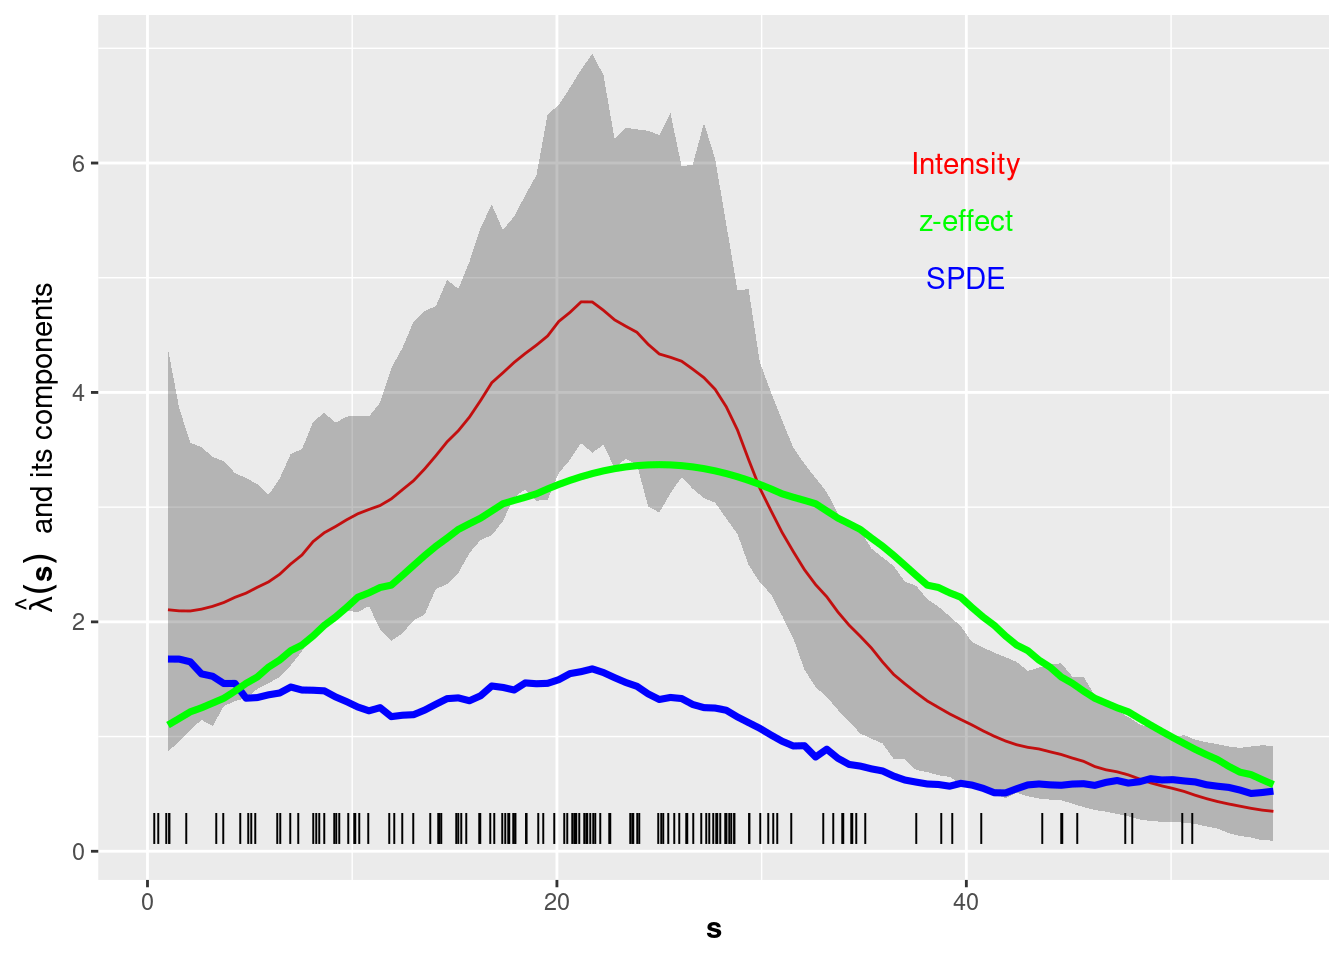 λ̂(s) and its components
6
4
2
0
Intensity
z-effect
SPDE
0 20 40
s